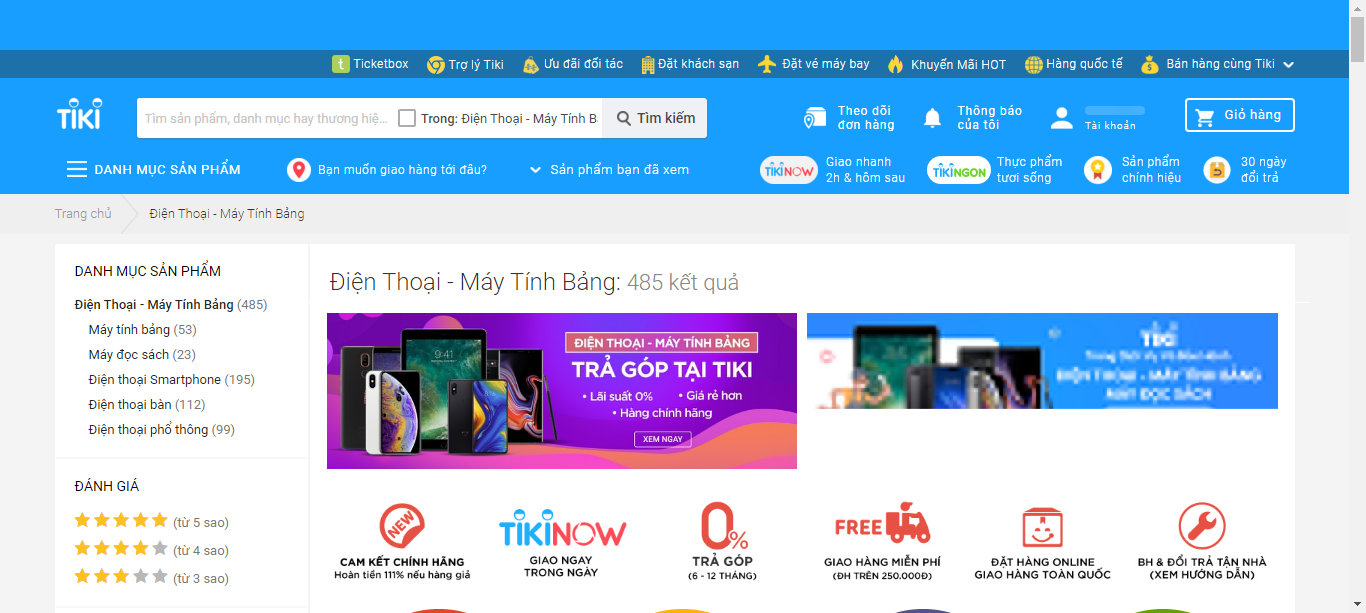 Ticketbox
Trợ lý Tiki
Ưu đãi đối tác
Đặt khách sạn
Đặt vé máy bay
Khuyến Mãi HOT
Hàng quốc tế
Bán hàng cùng Tiki
TIKI
Tìm sản phẩm, danh mục hay thương hiệ...
Trong: Điện Thoại - Máy Tính B
Tìm kiếm
Theo dõi
đơn hàng
Thông báo
của tôi
Tài khoản
Giỏ hàng
DANH MỤC SẢN PHẨM
Bạn muốn giao hàng tới đâu?
Sản phẩm bạn đã xem
TIKINOW
Giao nhanh
2h & hôm sau
TIKINGON
Thực phẩm
tươi sống
Sản phẩm
chính hiệu
30 ngày
đổi trả
Trang chủ
Điện Thoại - Máy Tính Bảng
DANH MỤC SẢN PHẨM
Điện Thoại - Máy Tính Bảng (485)
Máy tính bảng (53)
Máy đọc sách (23)
Điện thoại Smartphone (195)
Điện thoại bàn (112)
Điện thoại phổ thông (99)
ĐÁNH GIÁ
(từ 5 sao)
(từ 4 sao)
(từ 3 sao)
Điện Thoại - Máy Tính Bảng: 485 kết quả
09:41
ĐIỆN THOẠI - MÁY TÍNH BẢNG
TRẢ GÓP TẠI TIKI
• Lãi suất 0% • Giá rẻ hơn
• Hàng chính hãng
XEM NGAY
TIKI
ĐIỆN THOẠI - MÁY TÍNH BẢNG
MÁY ĐỌC SÁCH
NEW
CAM KẾT CHÍNH HÃNG
Hoàn tiền 111% nếu hàng giả
TIKINOW
GIAO NGAY
TRONG NGÀY
0%
TRẢ GÓP
(6 - 12 THÁNG)
FREE
GIAO HÀNG MIỄN PHÍ
(ĐH TRÊN 250.000Đ)
ĐẶT HÀNG ONLINE
GIAO HÀNG TOÀN QUỐC
BH & ĐỔI TRẢ TẬN NHÀ
(XEM HƯỚNG DẪN)